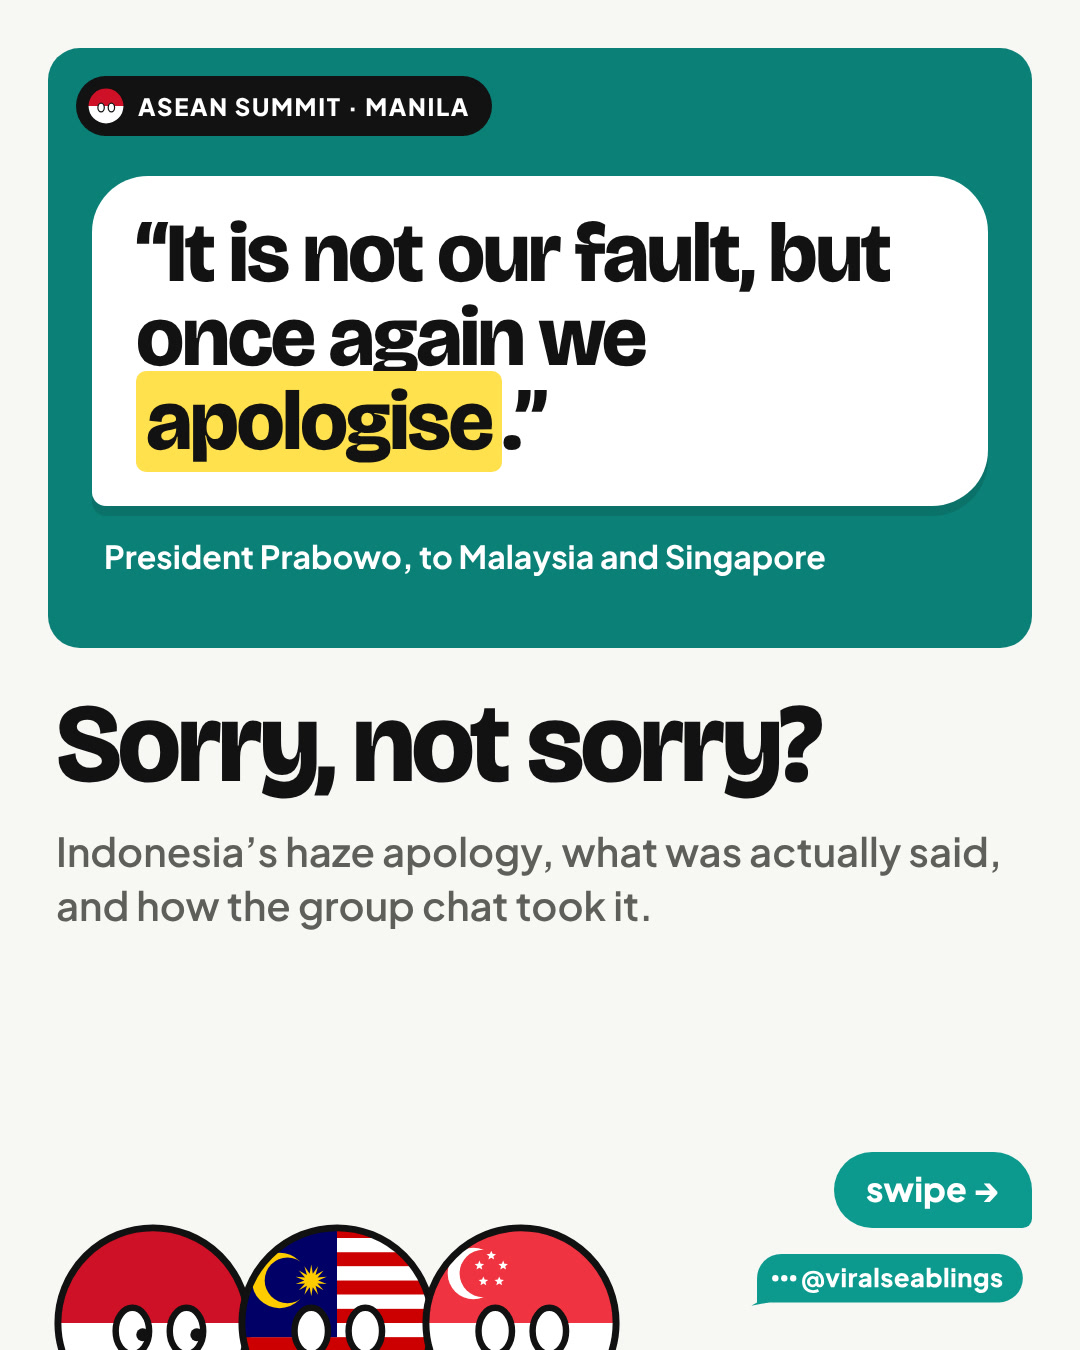 ASEAN SUMMIT · MANILA
“It is not our fault, but
once again we
apologise.”
President Prabowo, to Malaysia and Singapore
Sorry, not sorry?
Indonesia’s haze apology, what was actually said,
and how the group chat took it.
swipe →
@viralseablings